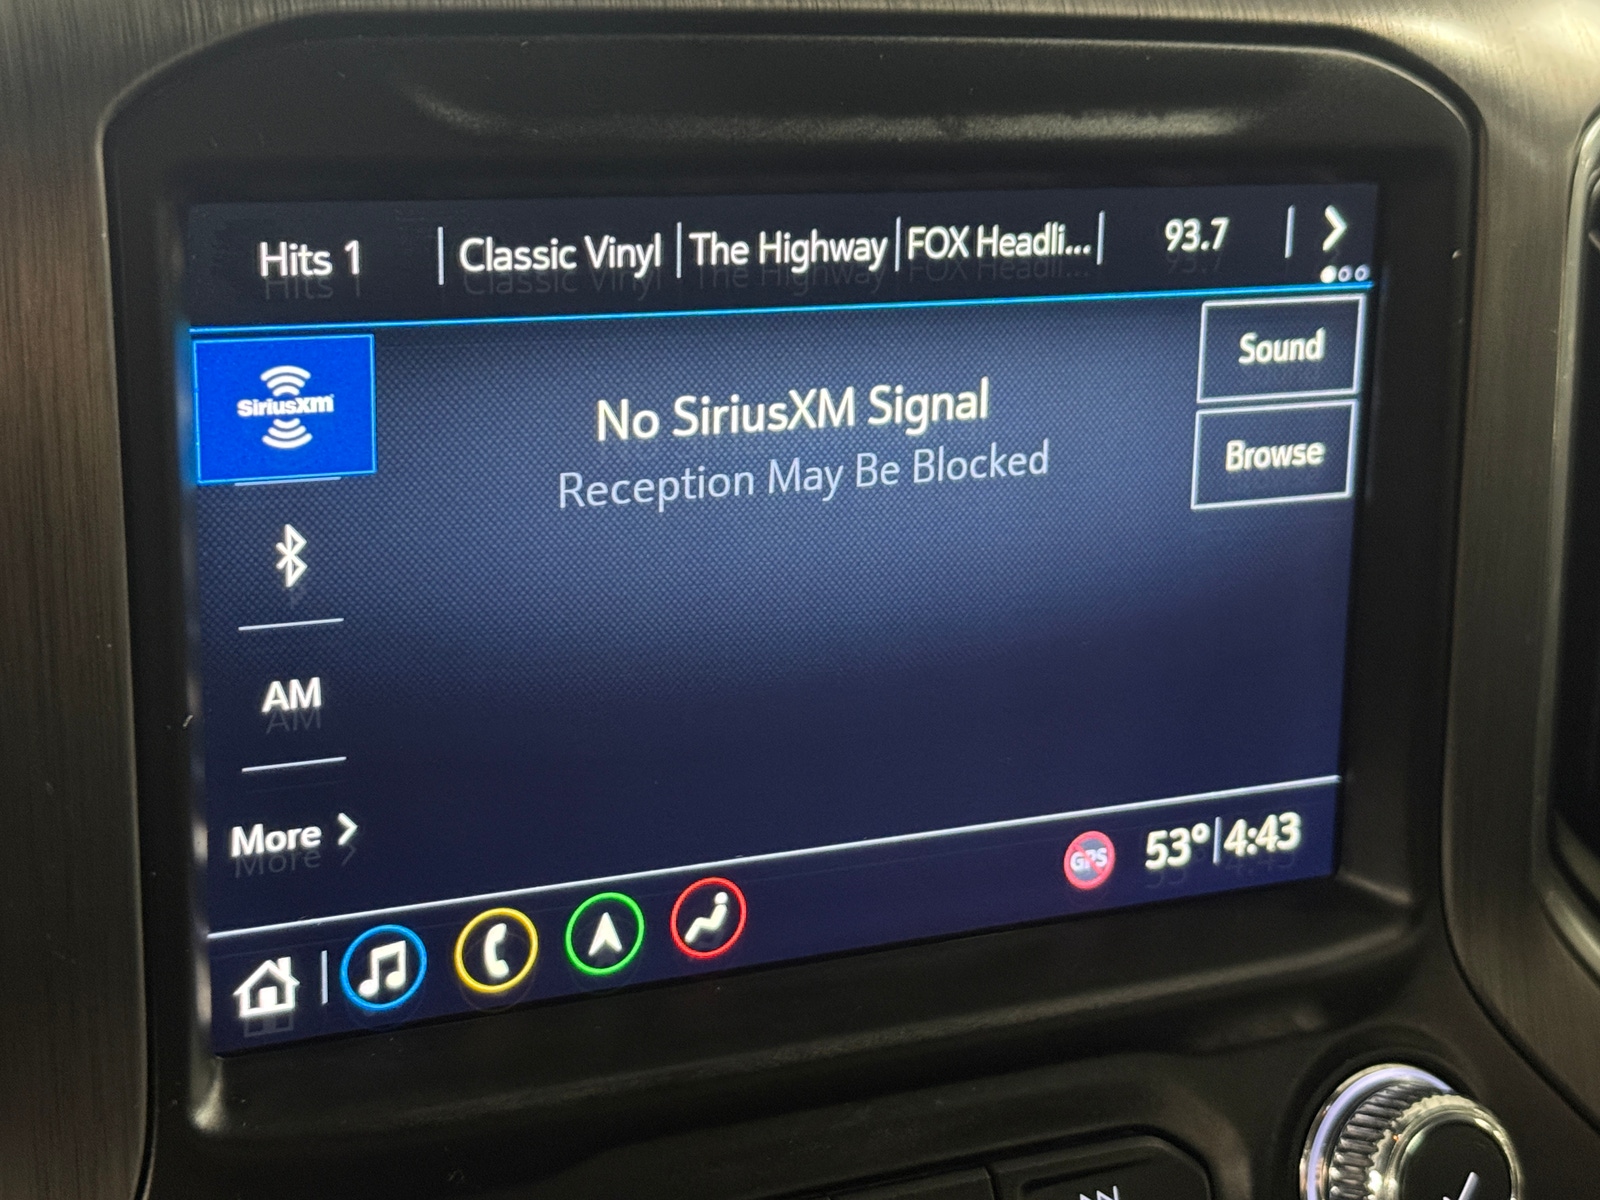 Hits 1
Classic Vinyl
The Highway
FOX Headli...
93.7
SiriusXM
No SiriusXM Signal
Reception May Be Blocked
Sound
Browse
AM
More
GPS
53° 4:43